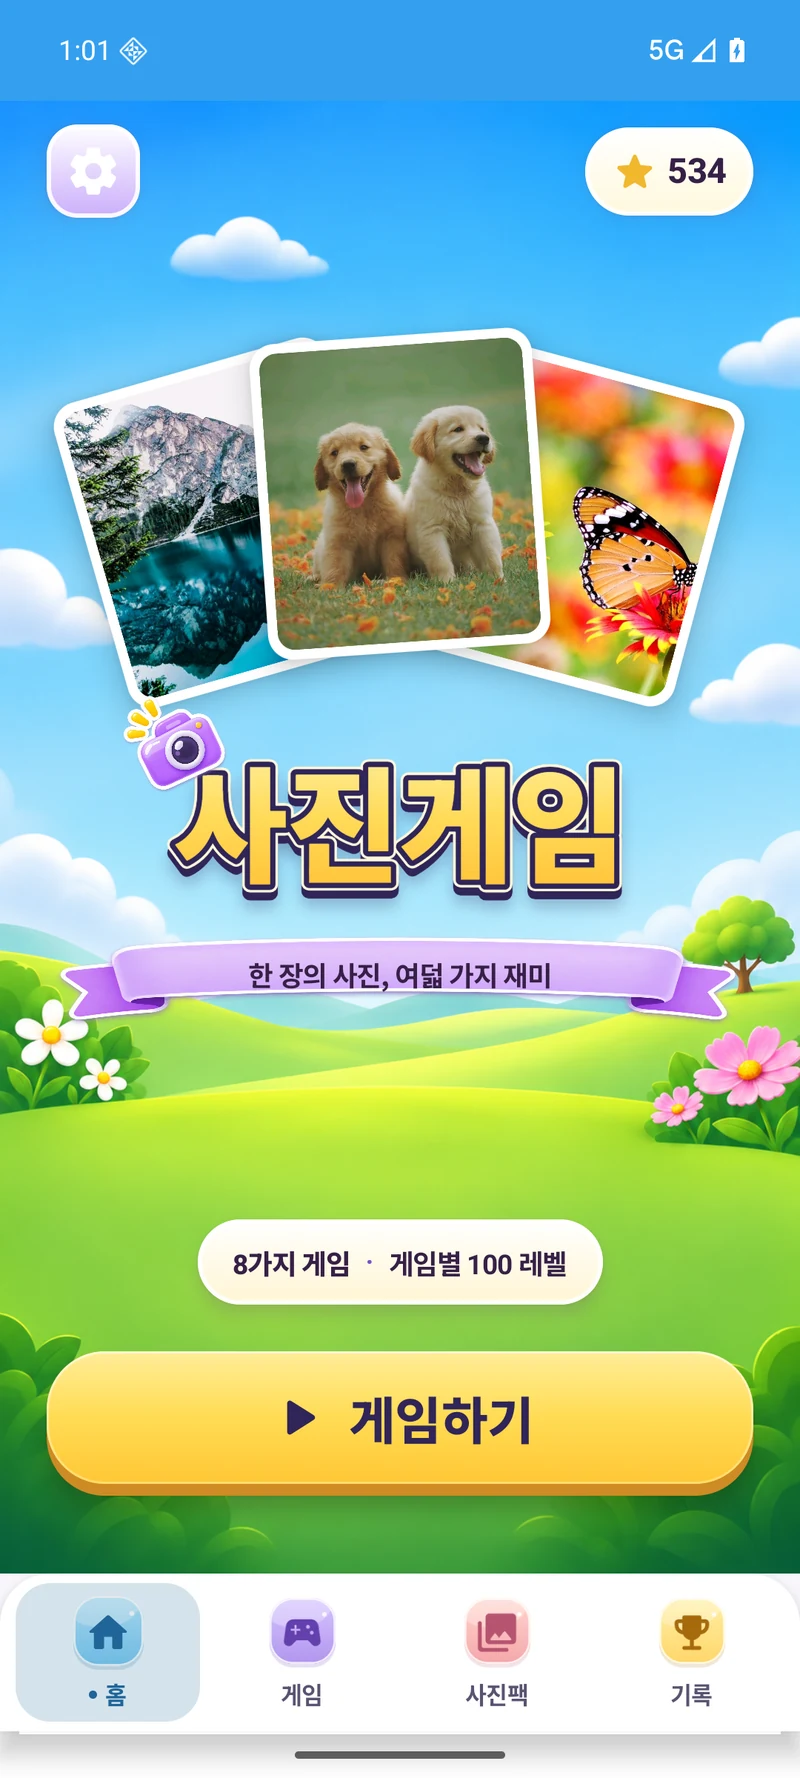 1:01
5G
534
사진게임
한 장의 사진, 여덟 가지 재미
8가지 게임 · 게임별 100 레벨
게임하기
• 홈
게임
사진팩
기록